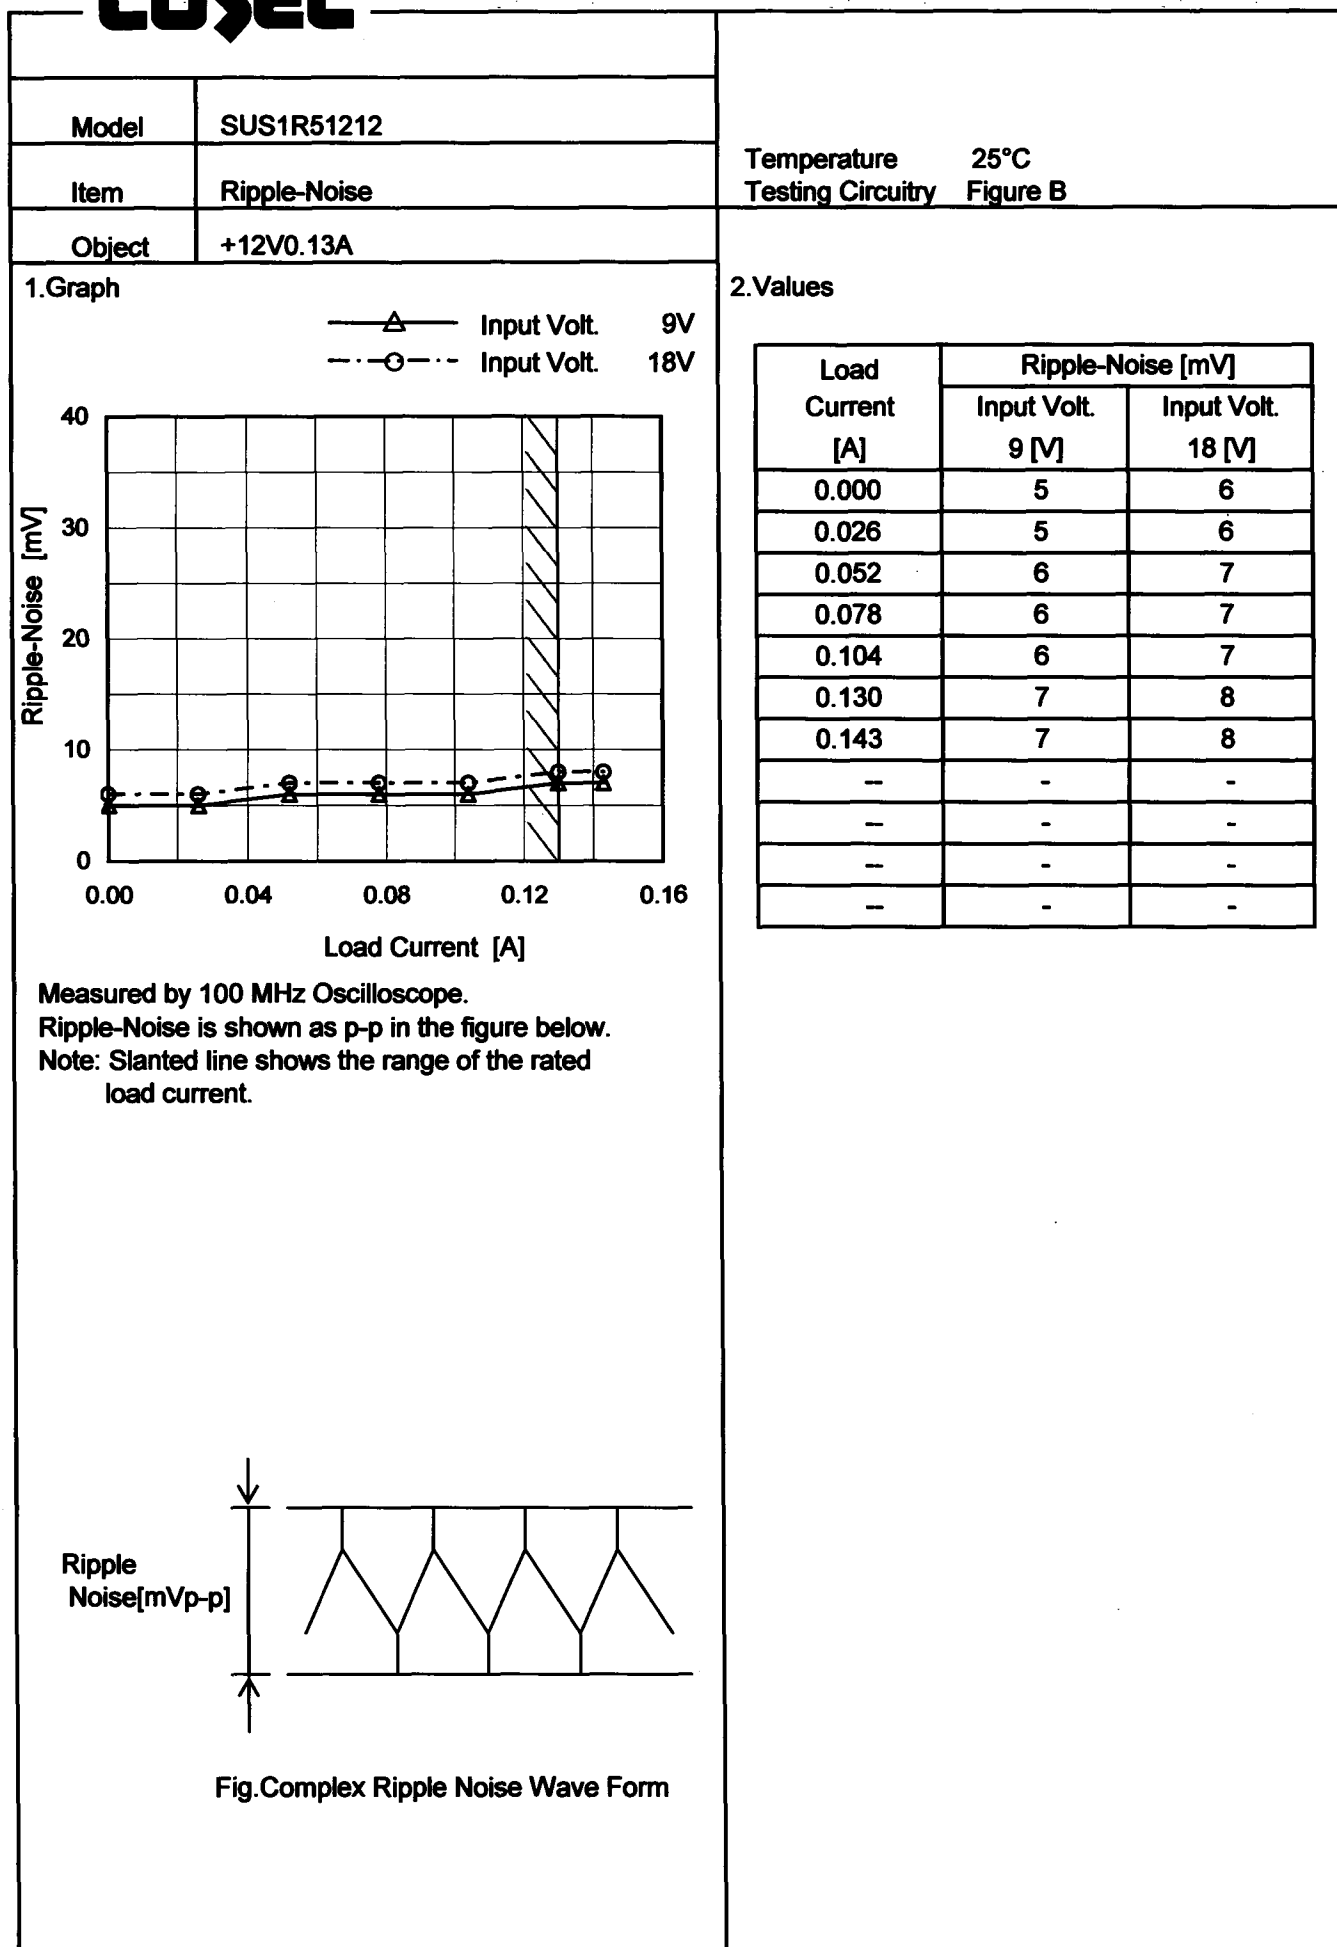 COSEL
Model SUS1R51212
Item Ripple-Noise
Object +12V0.13A
Temperature 25°C
Testing Circuitry Figure B
1.Graph
Input Volt. 9V
Input Volt. 18V
40
30
20
10
0
Ripple-Noise [mV]
0.00 0.04 0.08 0.12 0.16
Load Current [A]
Measured by 100 MHz Oscilloscope.
Ripple-Noise is shown as p-p in the figure below.
Note: Slanted line shows the range of the rated
load current.
Ripple
Noise[mVp-p]
Fig.Complex Ripple Noise Wave Form
2.Values
Load Ripple-Noise [mV]
Current Input Volt. Input Volt.
[A] 9 [V] 18 [V]
0.000 5 6
0.026 5 6
0.052 6 7
0.078 6 7
0.104 6 7
0.130 7 8
0.143 7 8
-- - -
-- - -
-- - -
-- - -